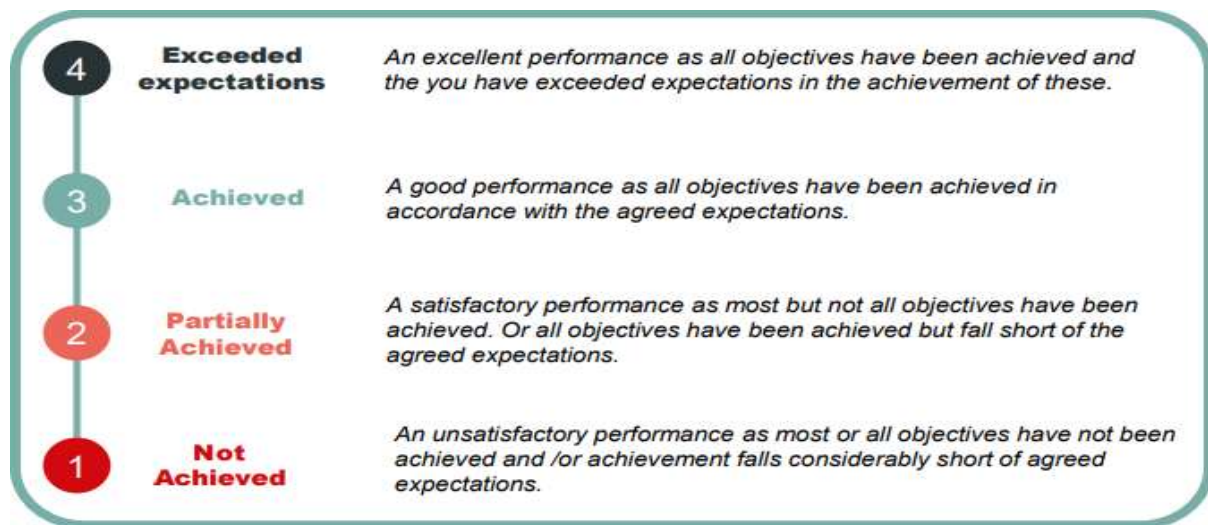 4
Exceeded
expectations
An excellent performance as all objectives have been achieved and
the you have exceeded expectations in the achievement of these.
3
Achieved
A good performance as all objectives have been achieved in
accordance with the agreed expectations.
2
Partially
Achieved
A satisfactory performance as most but not all objectives have been
achieved. Or all objectives have been achieved but fall short of the
agreed expectations.
1
Not
Achieved
An unsatisfactory performance as most or all objectives have not been
achieved and /or achievement falls considerably short of agreed
expectations.